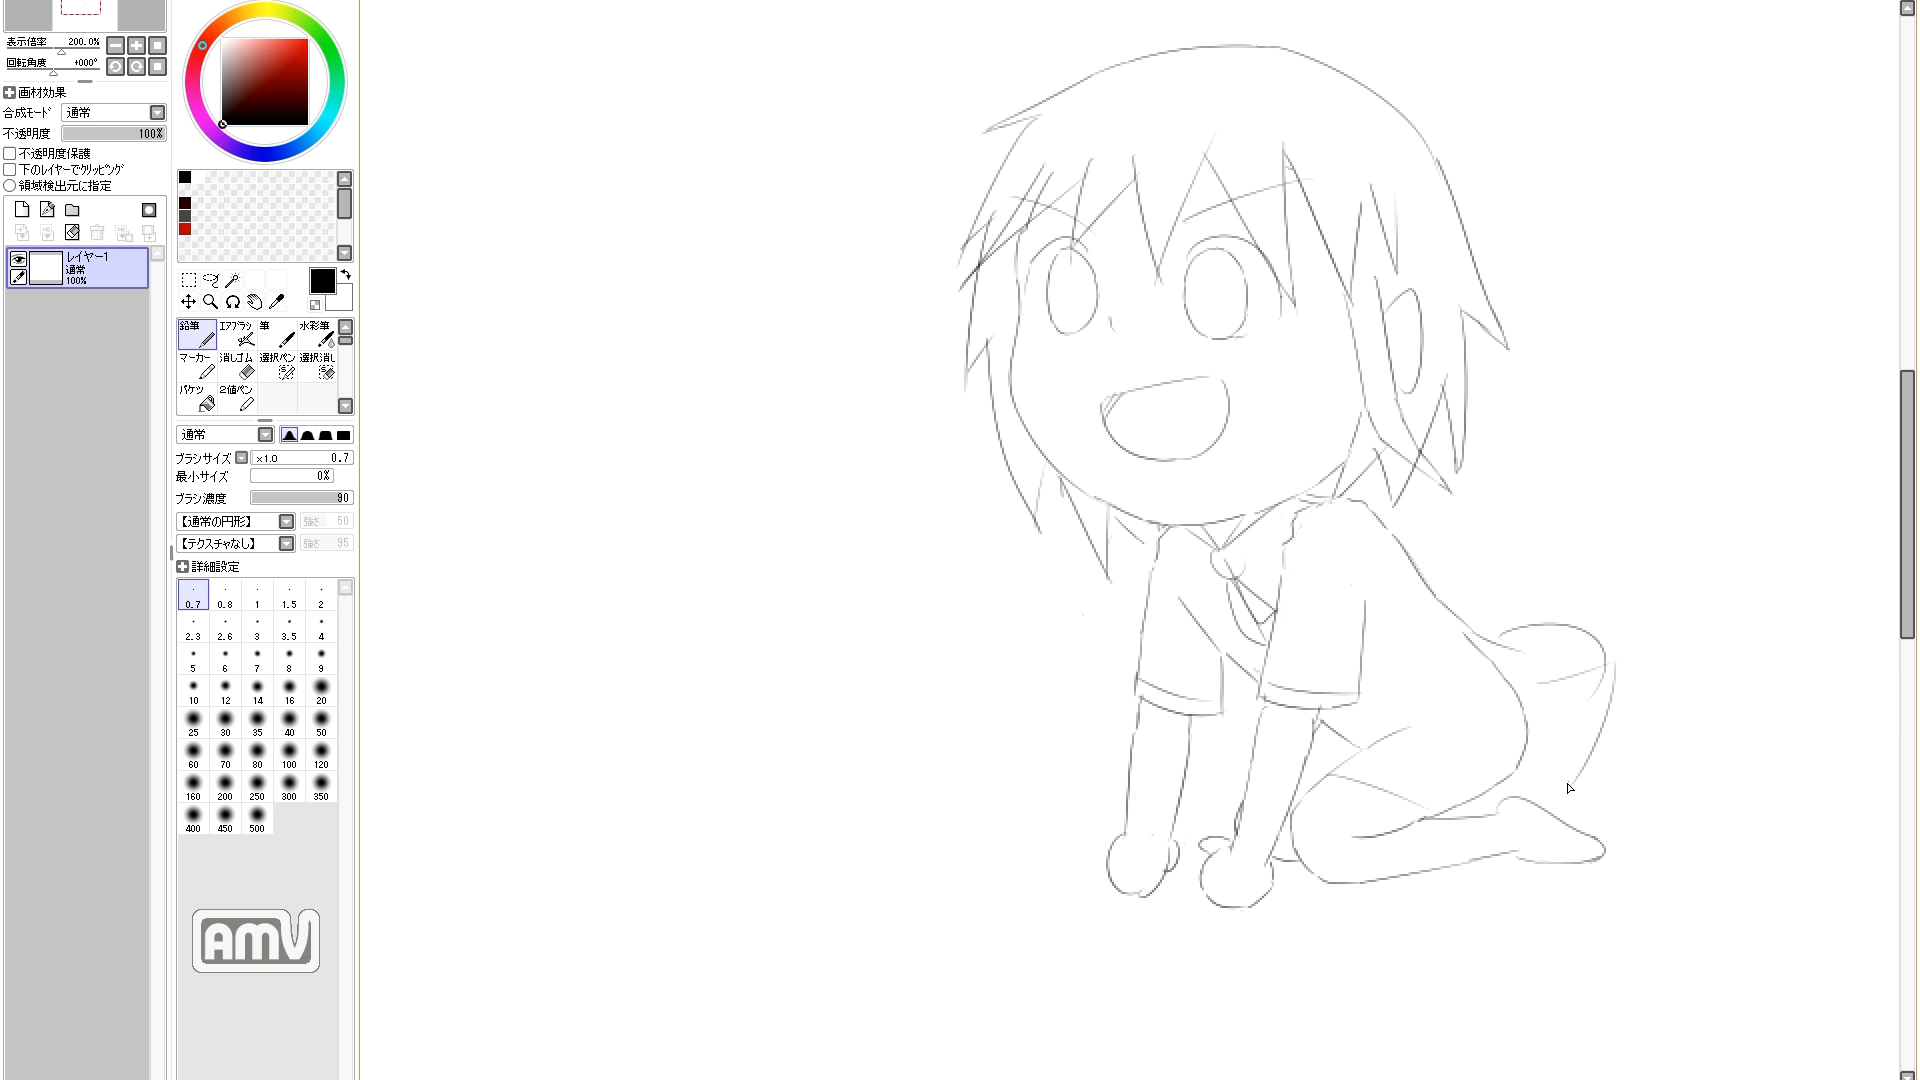 表示倍率 200.0%
回転角度 +000°
画材効果
合成モード 通常
不透明度 100%
不透明度保護
下のレイヤーでクリッピング
領域検出元に指定
レイヤー1
通常
100%
鉛筆 エアブラシ 筆 水彩筆
マーカー 消しゴム 選択ペン 選択消し
バケツ 2値ペン
通常
ブラシサイズ ×1.0 0.7
最小サイズ 0%
ブラシ濃度 90
【通常の円形】 強さ 50
【テクスチャなし】 強さ 95
詳細設定
0.7 0.8 1 1.5 2
2.3 2.6 3 3.5 4
5 6 7 8 9
10 12 14 16 20
25 30 35 40 50
60 70 80 100 120
160 200 250 300 350
400 450 500
AMV